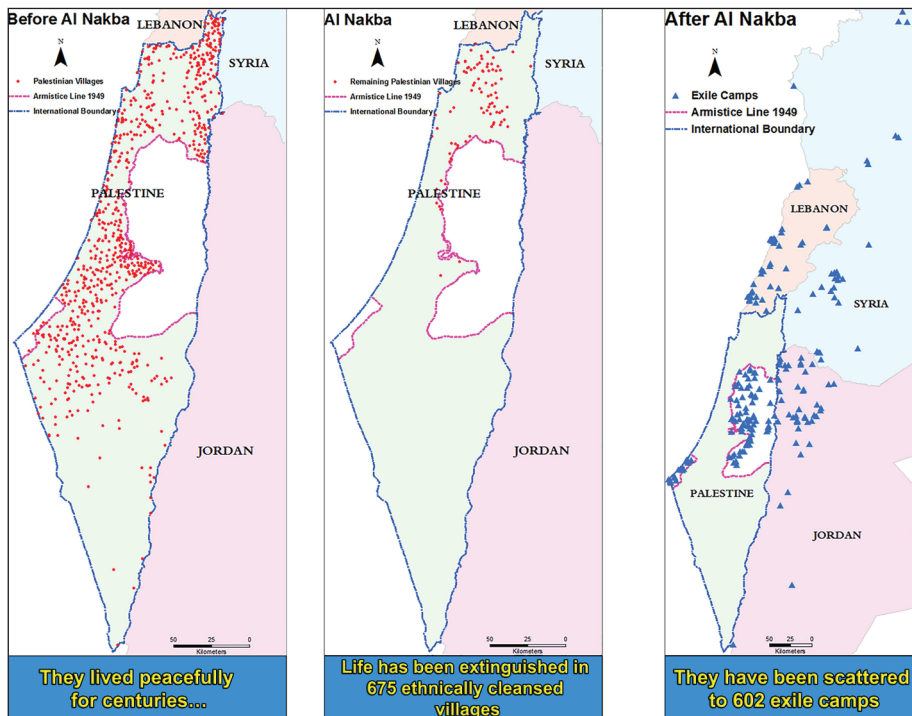 Before Al Nakba
LEBANON
N
SYRIA
Palestinian Villages
Armistice Line 1949
International Boundary
PALESTINE
JORDAN
50 25 0
Kilometers
They lived peacefully
for centuries...
Al Nakba
LEBANON
N
SYRIA
Remaining Palestinian Villages
Armistice Line 1949
International Boundary
PALESTINE
JORDAN
50 25 0
Kilometers
Life has been extinguished in
675 ethnically cleansed
villages
After Al Nakba
N
Exile Camps
Armistice Line 1949
International Boundary
LEBANON
SYRIA
PALESTINE
JORDAN
50 25 0
Kilometers
They have been scattered
to 602 exile camps